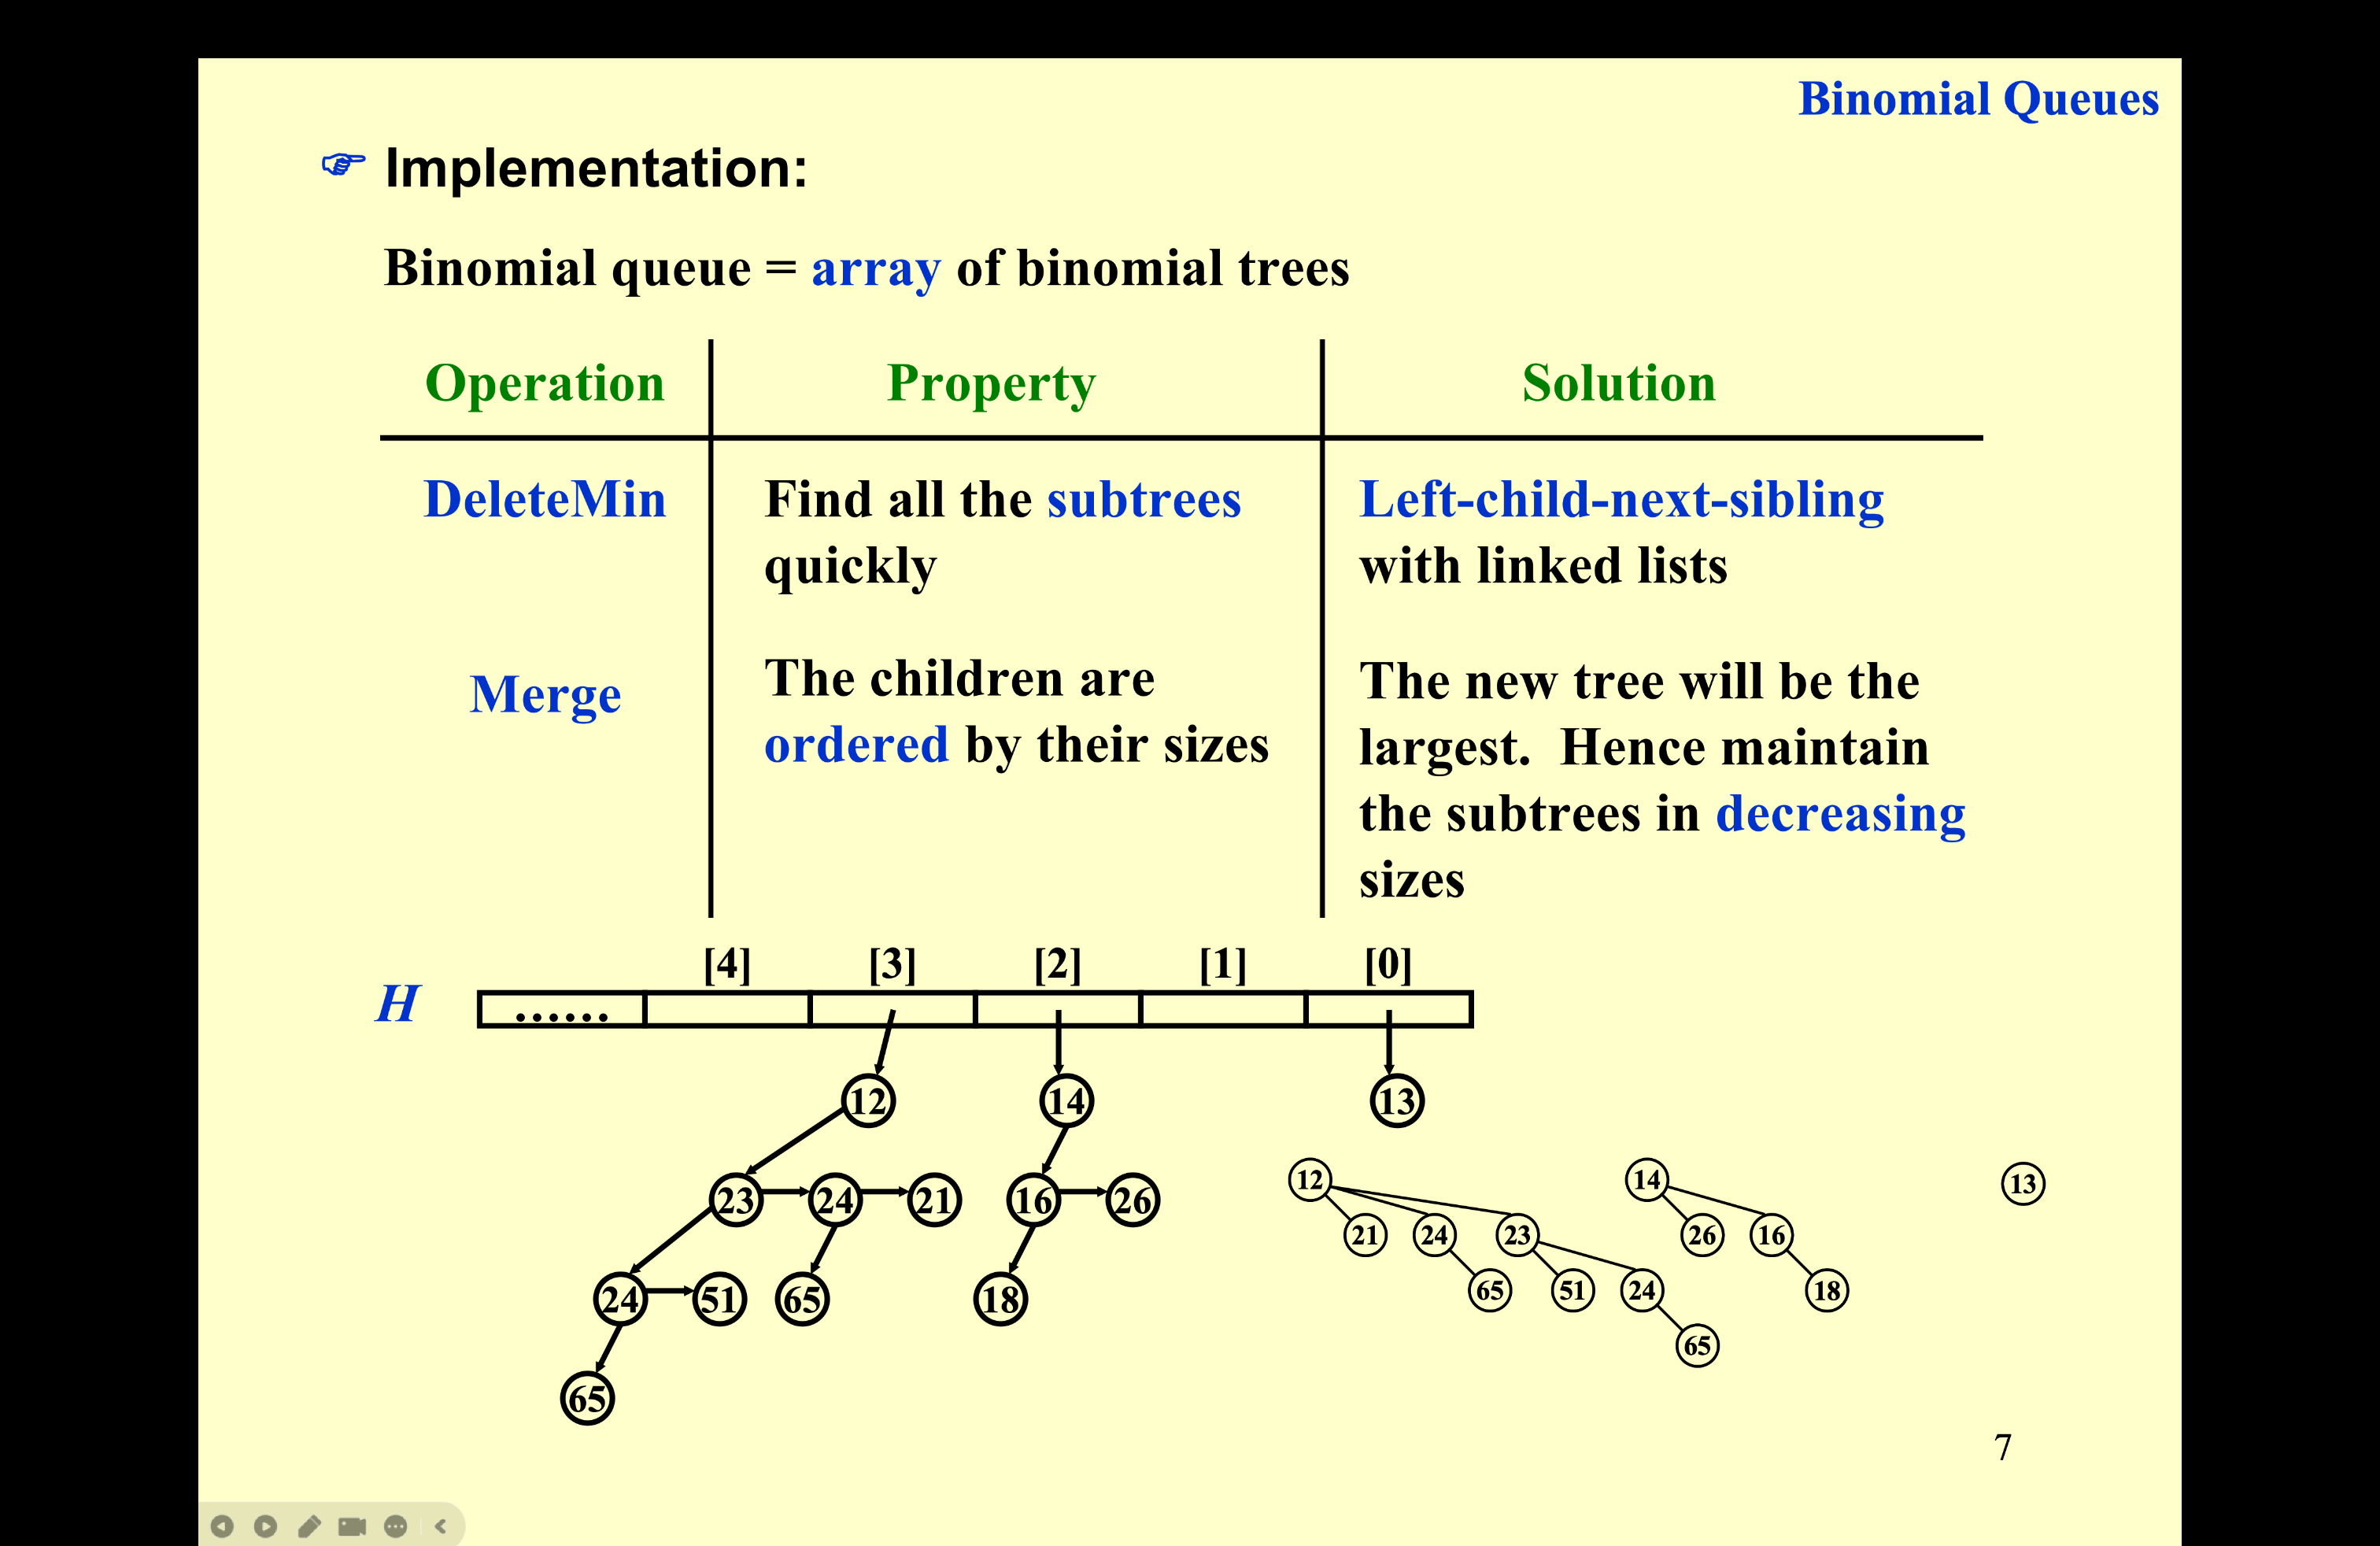 Binomial Queues
Implementation:
Binomial queue = array of binomial trees
Operation Property Solution
DeleteMin
Find all the subtrees
quickly
Left-child-next-sibling
with linked lists
Merge
The children are
ordered by their sizes
The new tree will be the
largest.  Hence maintain
the subtrees in decreasing
sizes
[4] [3] [2] [1] [0]
H ......
12 14 13
23 24 21 16 26
24 51 65 18
65
12 14 13
21 24 23 26 16
65 51 24 18
65
7